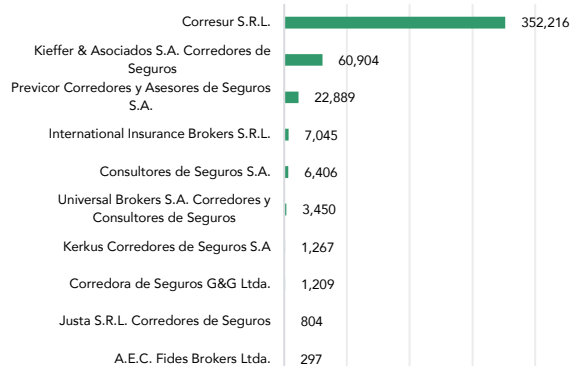 Corresur S.R.L. 352,216
Kieffer & Asociados S.A. Corredores de
Seguros 60,904
Previcor Corredores y Asesores de Seguros
S.A. 22,889
International Insurance Brokers S.R.L. 7,045
Consultores de Seguros S.A. 6,406
Universal Brokers S.A. Corredores y
Consultores de Seguros 3,450
Kerkus Corredores de Seguros S.A 1,267
Corredora de Seguros G&G Ltda. 1,209
Justa S.R.L. Corredores de Seguros 804
A.E.C. Fides Brokers Ltda. 297